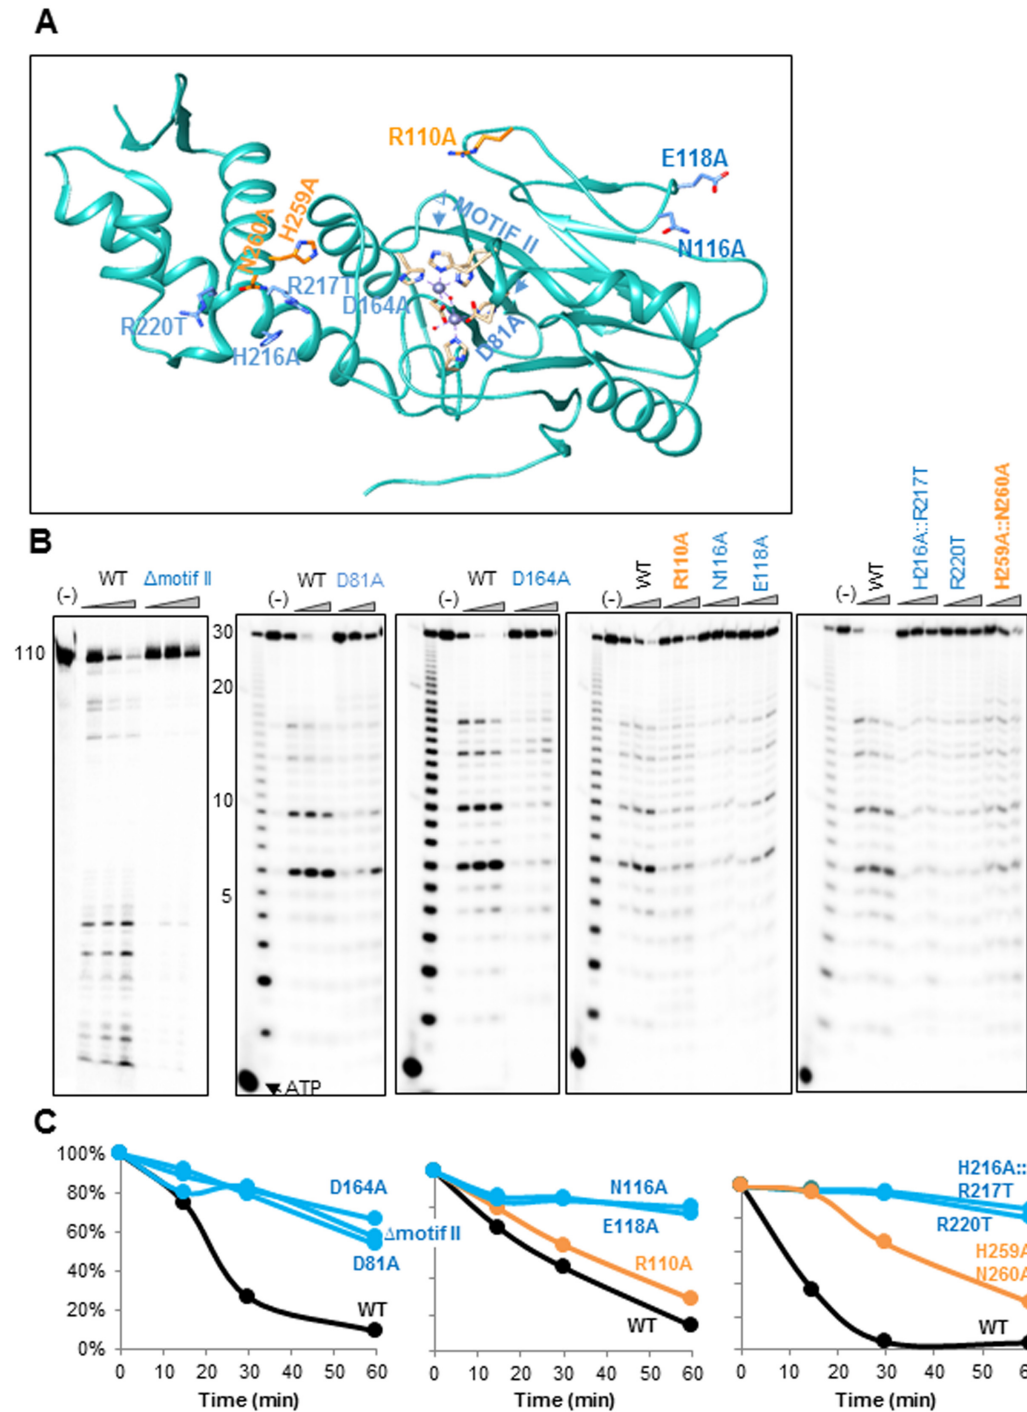 A
R110A
E118A
Δ MOTIF II
N116A
N260A
H259A
R217T
D164A
R220T
H216A
D81A
B
(-) WT Δmotif II
(-) WT D81A
(-) WT D164A
(-) WT R110A N116A E118A
(-) WT H216A::R217T R220T H259A::N260A
110
30
20
10
5
ATP
C
100%
80%
60%
40%
20%
0%
D164A
Δmotif II
D81A
WT
0 10 20 30 40 50 60
Time (min)
N116A
E118A
R110A
WT
0 10 20 30 40 50 60
Time (min)
H216A::
R217T
R220T
H259A
N260A
WT
0 10 20 30 40 50 60
Time (min)